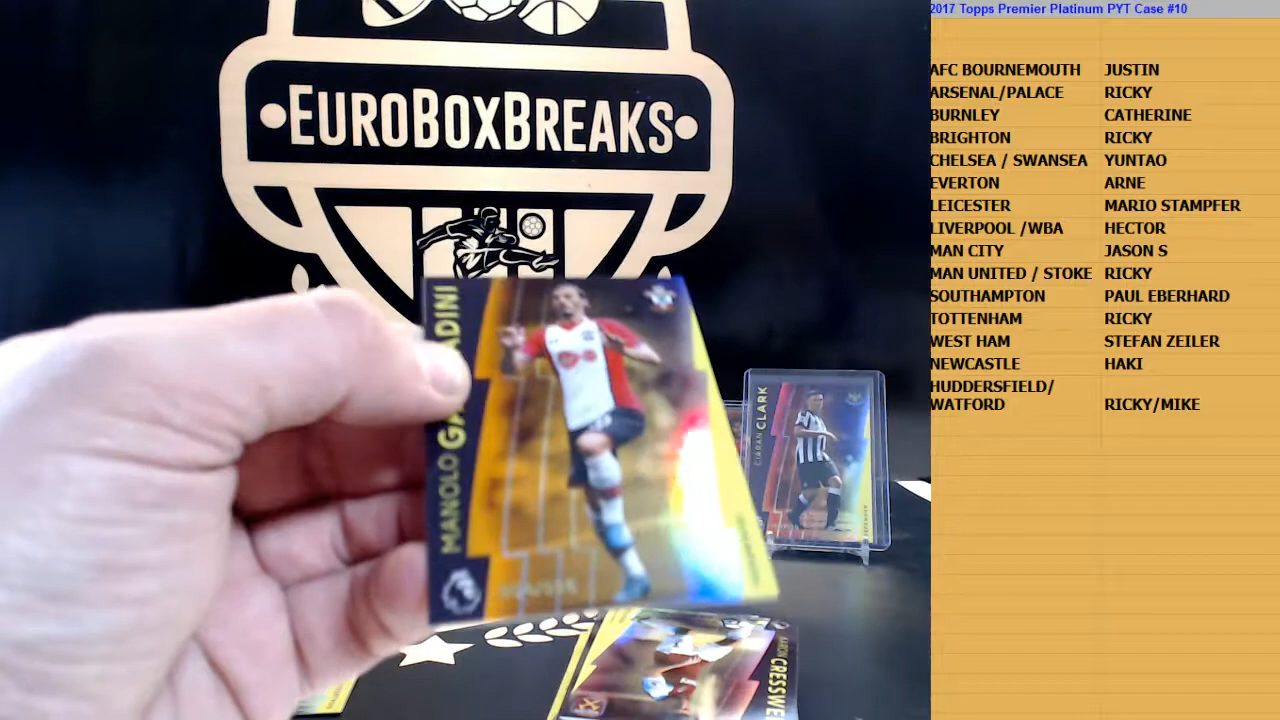 EUROBOXBREAKS
MANOLO
CIARAN CLARK
AARON
2017 Topps Premier Platinum PYT Case #10
AFC BOURNEMOUTH JUSTIN
ARSENAL/PALACE RICKY
BURNLEY CATHERINE
BRIGHTON RICKY
CHELSEA / SWANSEA YUNTAO
EVERTON ARNE
LEICESTER MARIO STAMPFER
LIVERPOOL /WBA HECTOR
MAN CITY JASON S
MAN UNITED / STOKE RICKY
SOUTHAMPTON PAUL EBERHARD
TOTTENHAM RICKY
WEST HAM STEFAN ZEILER
NEWCASTLE HAKI
HUDDERSFIELD/
WATFORD RICKY/MIKE